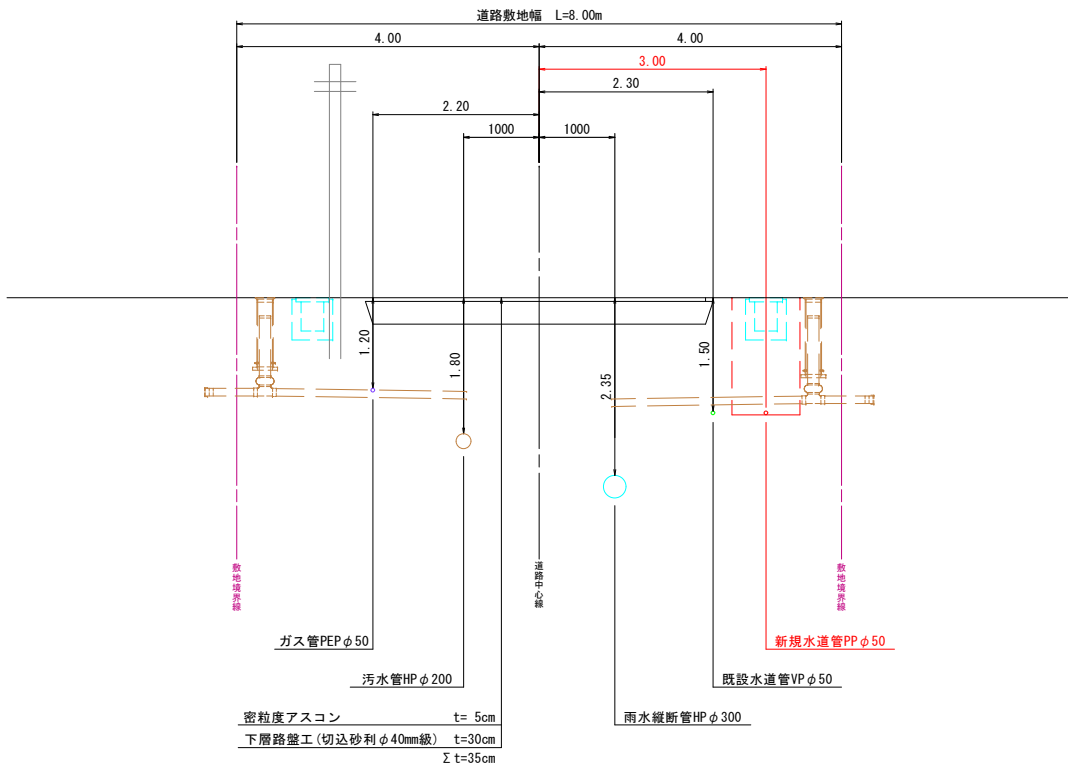 道路敷地幅 L=8.00m
4.00
4.00
3.00
2.30
2.20
1000
1000
1.20
1.80
2.35
1.50
敷地境界線
道路中心線
敷地境界線
ガス管PEPφ50
新規水道管PPφ50
汚水管HPφ200
既設水道管VPφ50
密粒度アスコン t= 5cm
雨水縦断管HPφ300
下層路盤工(切込砂利φ40mm級) t=30cm
Σt=35cm